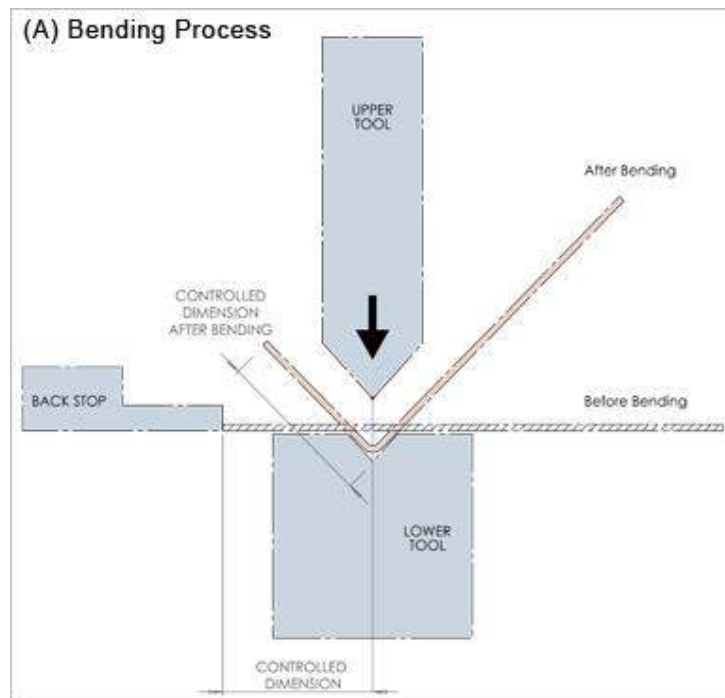 (A) Bending Process
UPPER
TOOL
After Bending
CONTROLLED
DIMENSION
AFTER BENDING
BACK STOP
Before Bending
LOWER
TOOL
CONTROLLED
DIMENSION